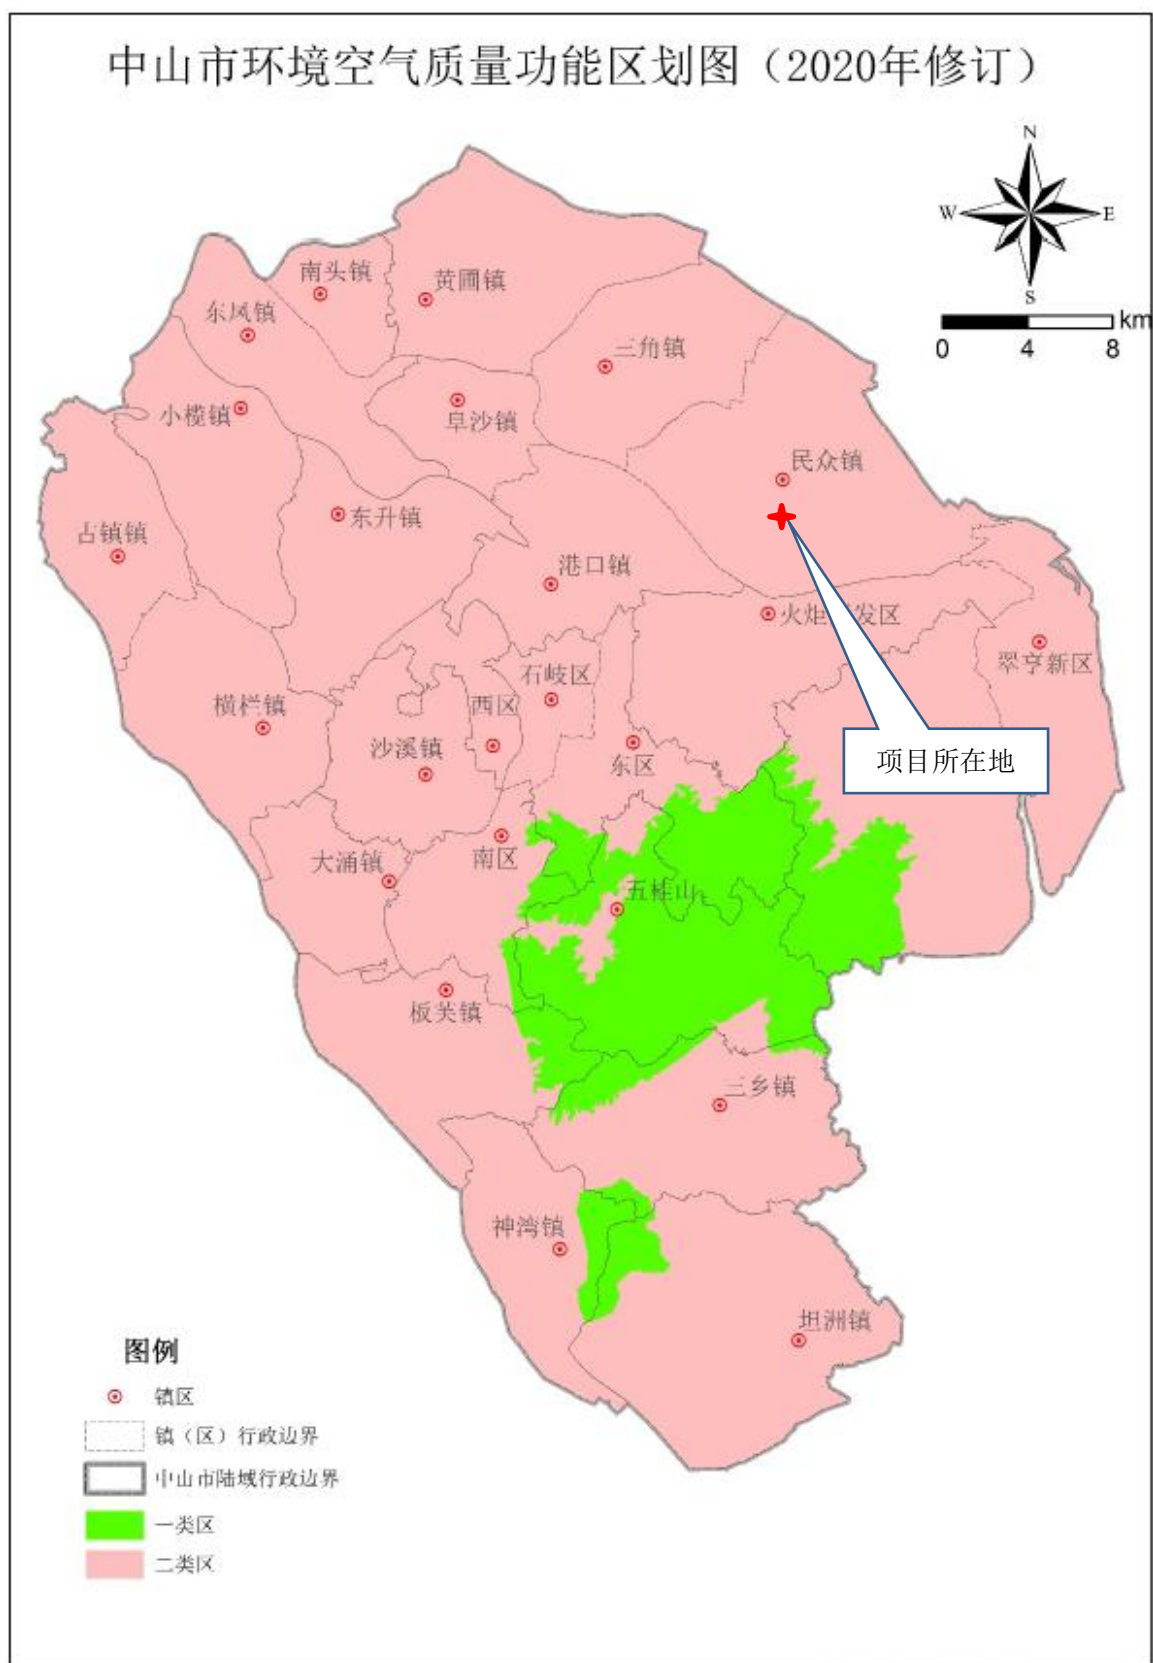 中山市环境空气质量功能区划图（2020年修订）
N
W
E
S
km
0
4
8
南头镇
黄圃镇
东凤镇
三角镇
小榄镇
阜沙镇
民众镇
古镇镇
东升镇
港口镇
火炬
发区
翠亨新区
石岐区
横栏镇
西区
沙溪镇
东区
项目所在地
南区
大涌镇
五桂山
板芙镇
三乡镇
神湾镇
坦洲镇
图例
镇区
镇（区）行政边界
中山市陆域行政边界
一类区
二类区